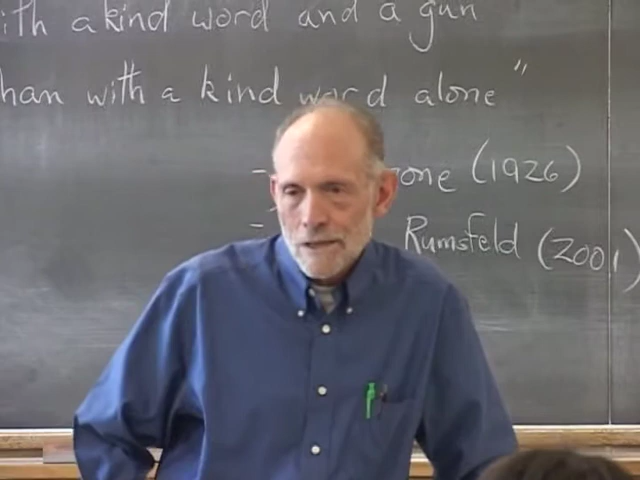 ith a kind word and a gun
han with a kind word alone"
- one (1926)
- Rumsfeld (2001)